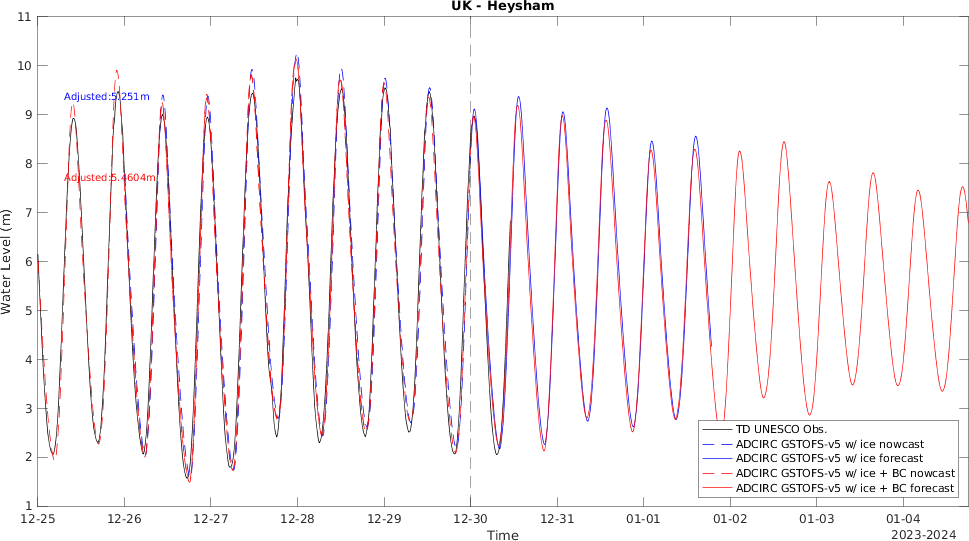 UK - Heysham
11
10
9
8
7
6
5
4
3
2
1
Water Level (m)
Adjusted:5.251m
Adjusted:5.4604m
TD UNESCO Obs.
ADCIRC GSTOFS-v5 w/ ice nowcast
ADCIRC GSTOFS-v5 w/ ice forecast
ADCIRC GSTOFS-v5 w/ ice + BC nowcast
ADCIRC GSTOFS-v5 w/ ice + BC forecast
12-25 12-26 12-27 12-28 12-29 12-30 12-31 01-01 01-02 01-03 01-04
Time
2023-2024